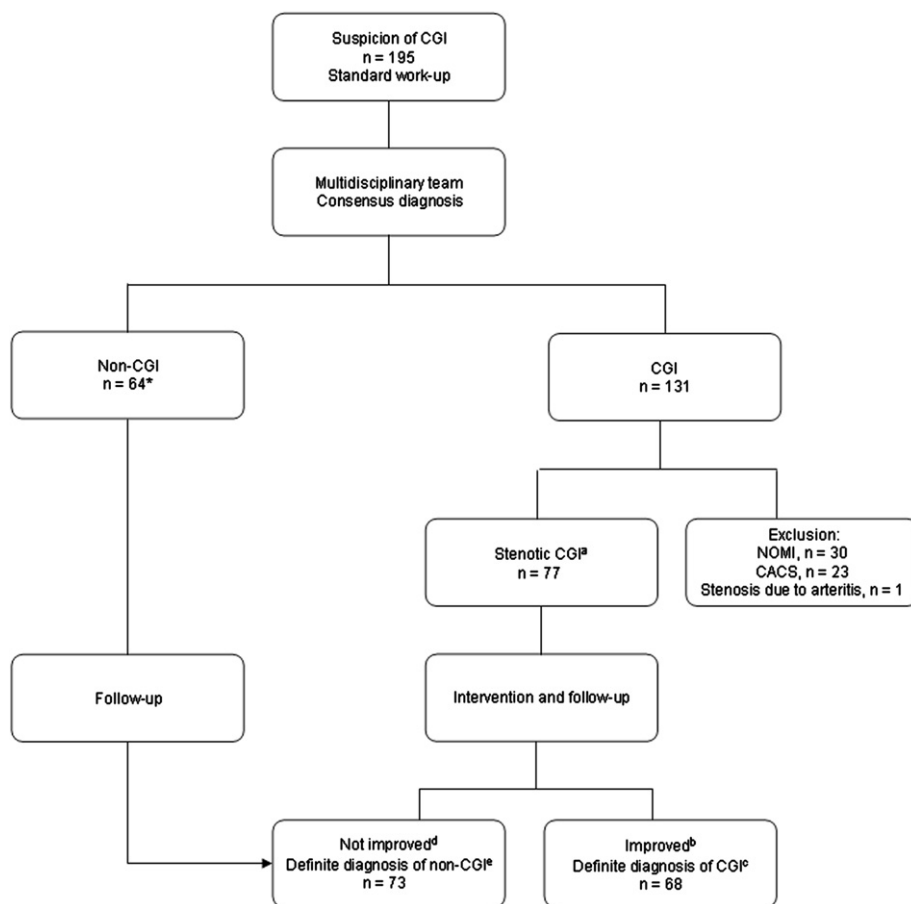 Suspicion of CGI
n = 195
Standard work-up
Multidisciplinary team
Consensus diagnosis
Non-CGI
n = 64*
CGI
n = 131
Stenotic CGIᵃ
n = 77
Exclusion:
NOMI, n = 30
CACS, n = 23
Stenosis due to arteritis, n = 1
Follow-up
Intervention and follow-up
Not improvedᵈ
Definite diagnosis of non-CGIᵉ
n = 73
Improvedᵇ
Definite diagnosis of CGIᶜ
n = 68